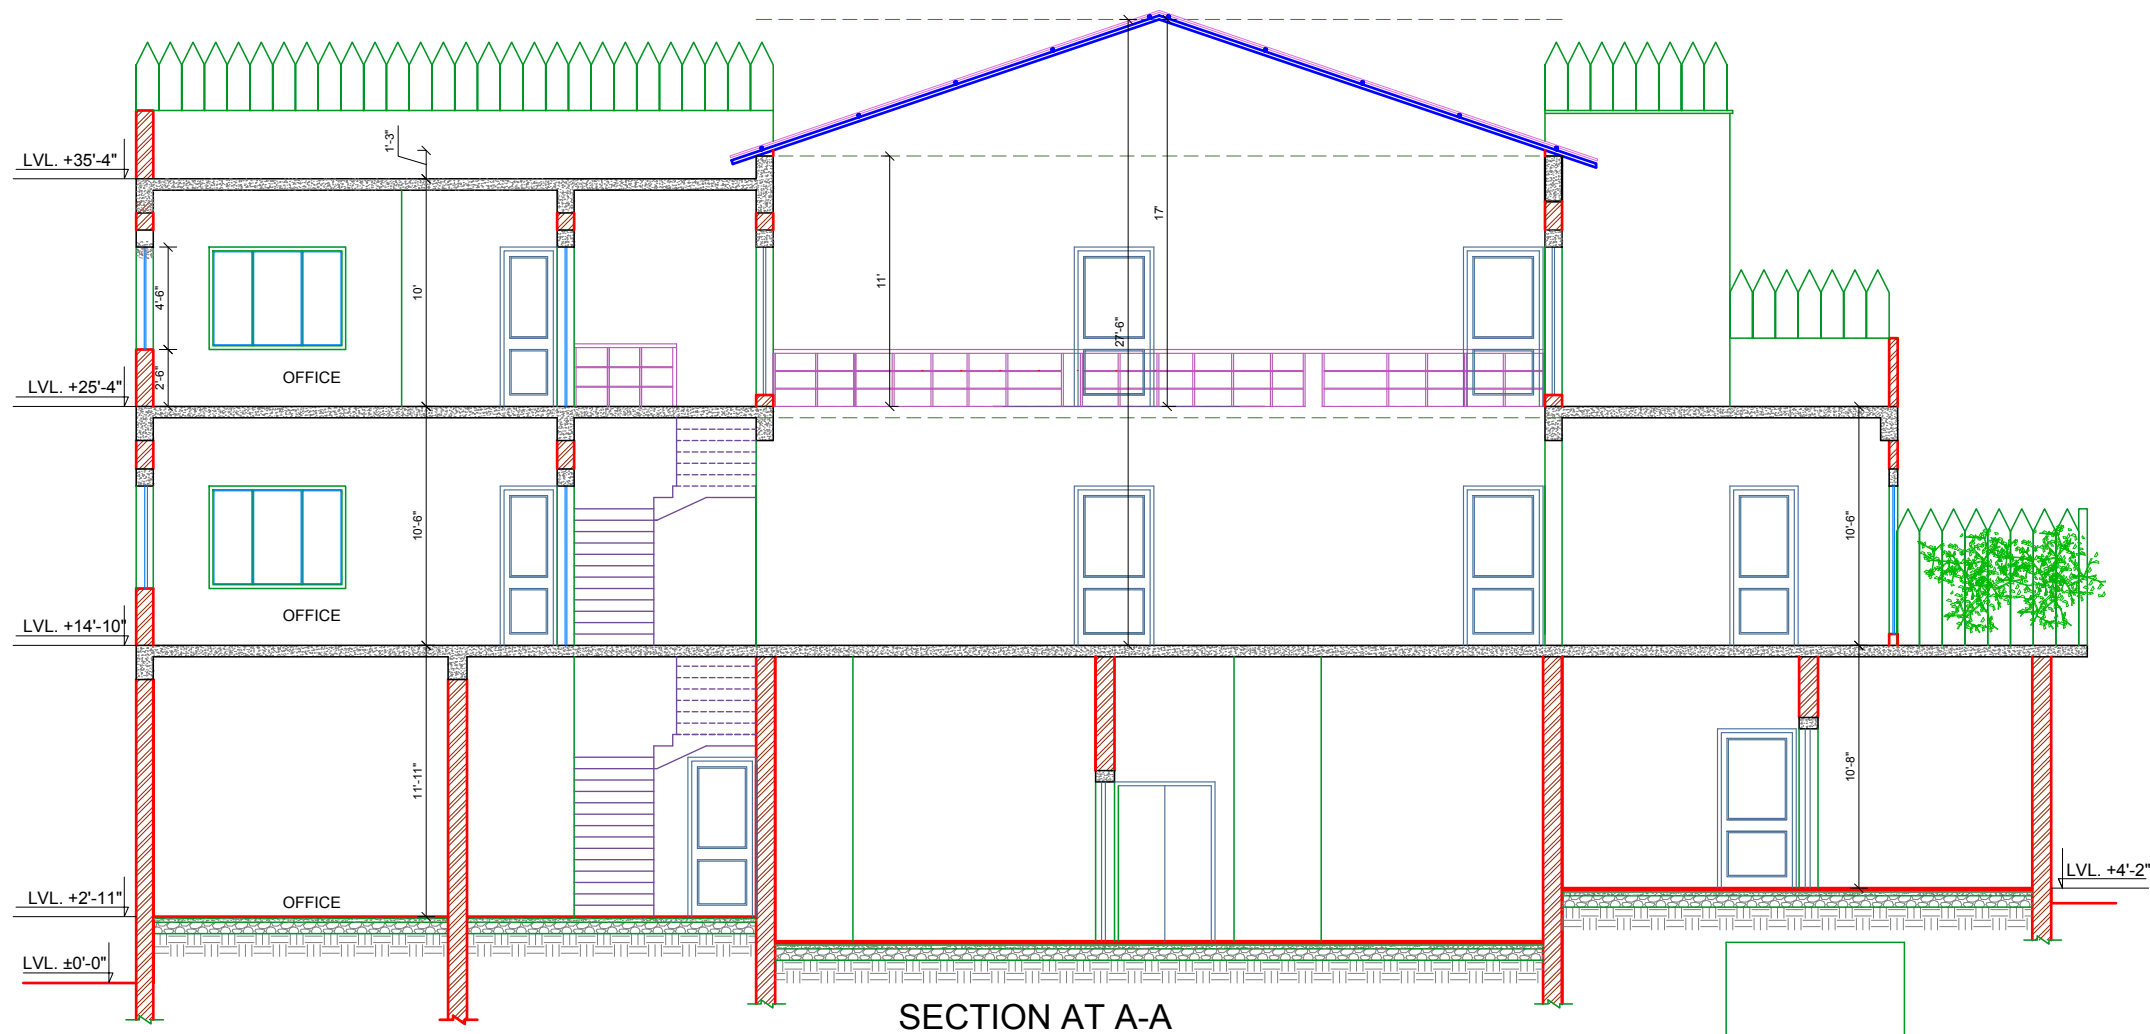 1'-3"
LVL. +35'-4"
17'
11'
10'
4'-6"
27'-6"
2'-6"
OFFICE
LVL. +25'-4"
10'-6"
10'-6"
OFFICE
LVL. +14'-10"
11'-11"
10'-8"
LVL. +4'-2"
LVL. +2'-11"
OFFICE
LVL. ±0'-0"
SECTION AT A-A